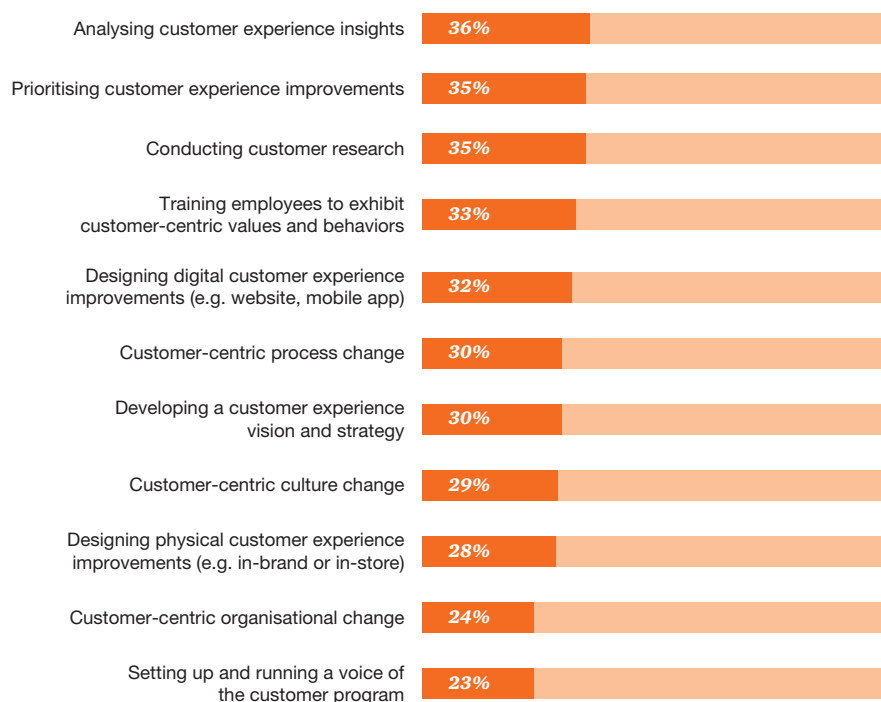 Analysing customer experience insights
36%
Prioritising customer experience improvements
35%
Conducting customer research
35%
Training employees to exhibit
customer-centric values and behaviors
33%
Designing digital customer experience
improvements (e.g. website, mobile app)
32%
Customer-centric process change
30%
Developing a customer experience
vision and strategy
30%
Customer-centric culture change
29%
Designing physical customer experience
improvements (e.g. in-brand or in-store)
28%
Customer-centric organisational change
24%
Setting up and running a voice of
the customer program
23%